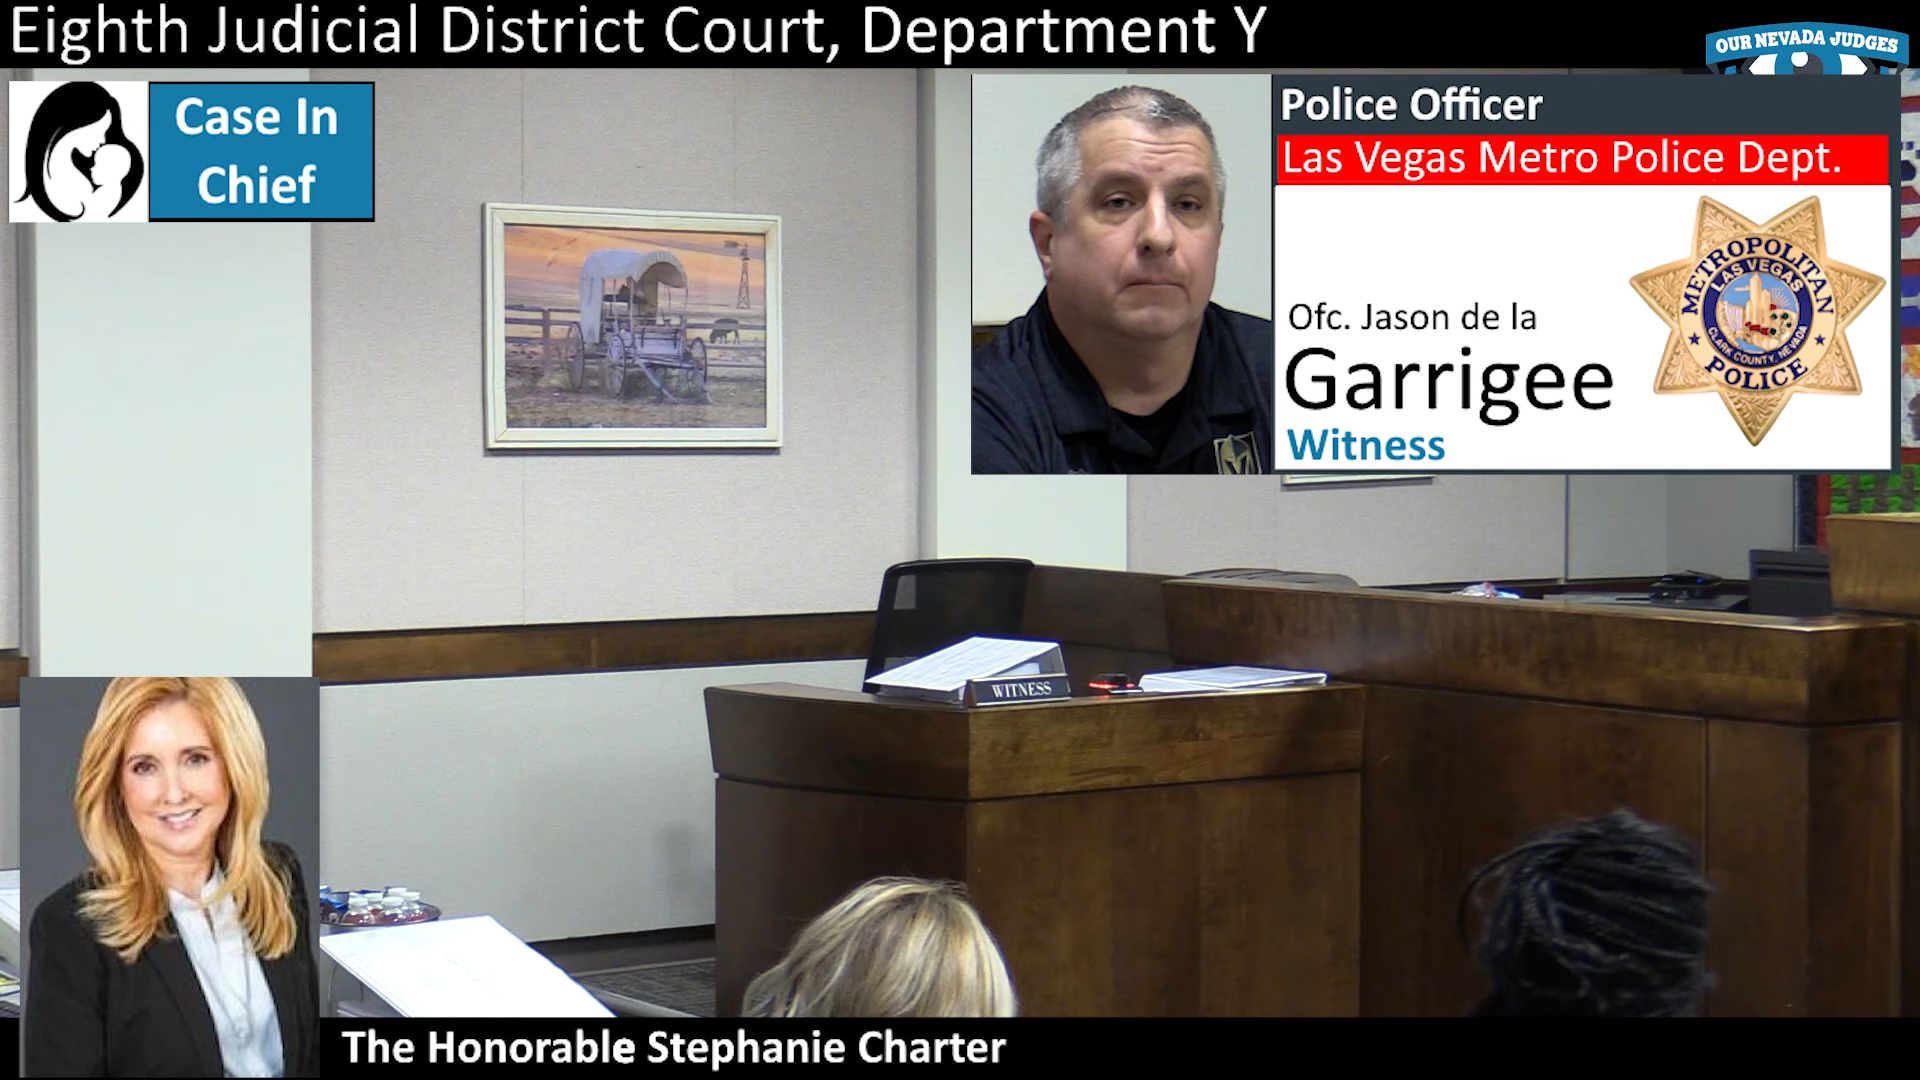 Eighth Judicial District Court, Department Y
OUR NEVADA JUDGES
Case In
Chief
Police Officer
Las Vegas Metro Police Dept.
Ofc. Jason de la
Garrigee
Witness
METROPOLITAN
LAS VEGAS
CLARK COUNTY, NEVADA
POLICE
WITNESS
The Honorable Stephanie Charter